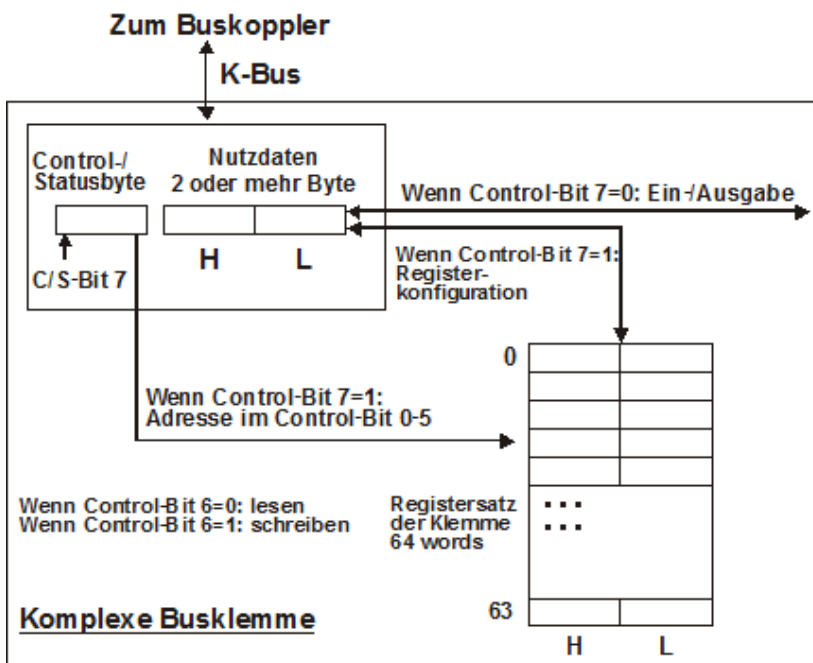 Zum Buskoppler
K-Bus
Control-/
Statusbyte
Nutzdaten
2 oder mehr Byte
H
L
C/S-Bit 7
Wenn Control-Bit 7=0: Ein-/Ausgabe
Wenn Control-Bit 7=1:
Register-
konfiguration
Wenn Control-Bit 7=1:
Adresse im Control-Bit 0-5
0
Wenn Control-Bit 6=0: lesen
Wenn Control-Bit 6=1: schreiben
Registersatz
der Klemme
64 words
63
H
L
Komplexe Busklemme